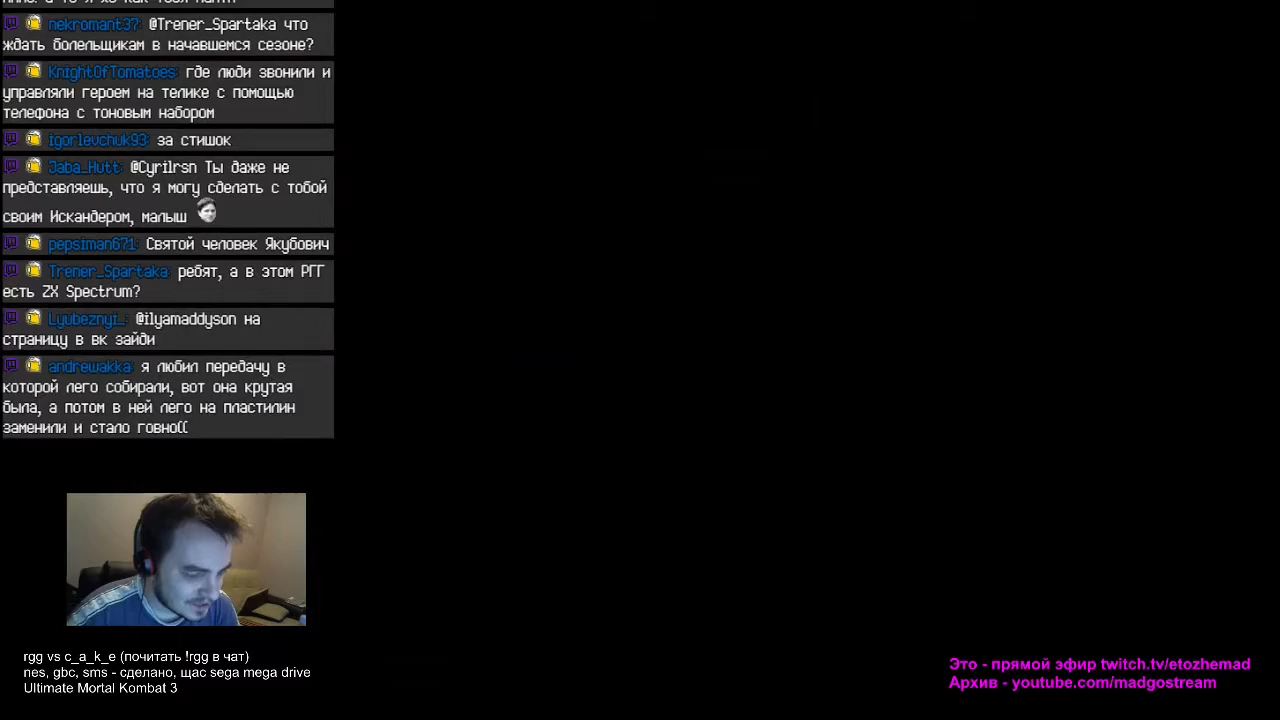 nekromant37: @Trener_Spartaka что
ждать болельщикам в начавшемся сезоне?
KnightOfTomatoes: где люди звонили и
управляли героем на телике с помощью
телефона с тоновым набором
igorlevchuk93: за стишок
Jaba_Hutt: @Cyrilrsn Ты даже не
представляешь, что я могу сделать с тобой
своим Искандером, малыш
pepsiman671: Святой человек Якубович
Trener_Spartaka: ребят, а в этом РГГ
есть ZX Spectrum?
Lyubeznyi_: @ilyamaddyson на
страницу в вк зайди
andrewakka: я любил передачу в
которой лего собирали, вот она крутая
была, а потом в ней лего на пластилин
заменили и стало говно((
rgg vs c_a_k_e (почитать !rgg в чат)
nes, gbc, sms - сделано, щас sega mega drive
Ultimate Mortal Kombat 3
Это - прямой эфир twitch.tv/etozhemad
Архив - youtube.com/madgostream